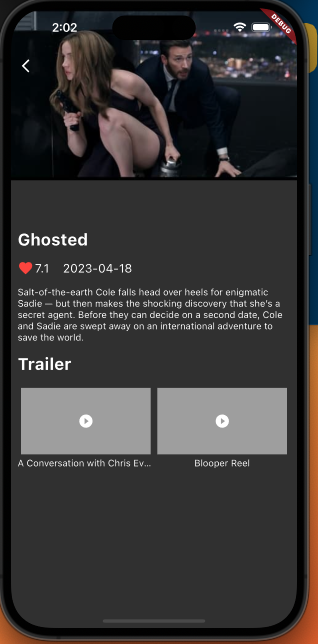 2:02
DEBUG
Ghosted
7.1 2023-04-18
Salt-of-the-earth Cole falls head over heels for enigmatic
Sadie — but then makes the shocking discovery that she's a
secret agent. Before they can decide on a second date, Cole
and Sadie are swept away on an international adventure to
save the world.
Trailer
A Conversation with Chris Ev...
Blooper Reel